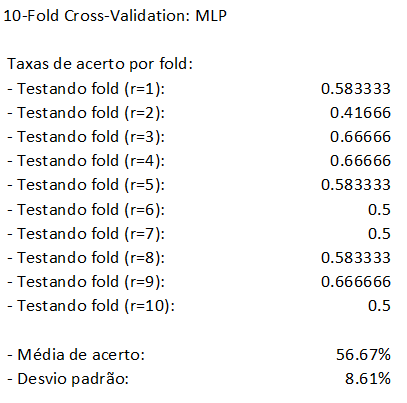 10-Fold Cross-Validation: MLP
Taxas de acerto por fold:
- Testando fold (r=1): 0.583333
- Testando fold (r=2): 0.41666
- Testando fold (r=3): 0.66666
- Testando fold (r=4): 0.66666
- Testando fold (r=5): 0.583333
- Testando fold (r=6): 0.5
- Testando fold (r=7): 0.5
- Testando fold (r=8): 0.583333
- Testando fold (r=9): 0.666666
- Testando fold (r=10): 0.5
- Média de acerto: 56.67%
- Desvio padrão: 8.61%